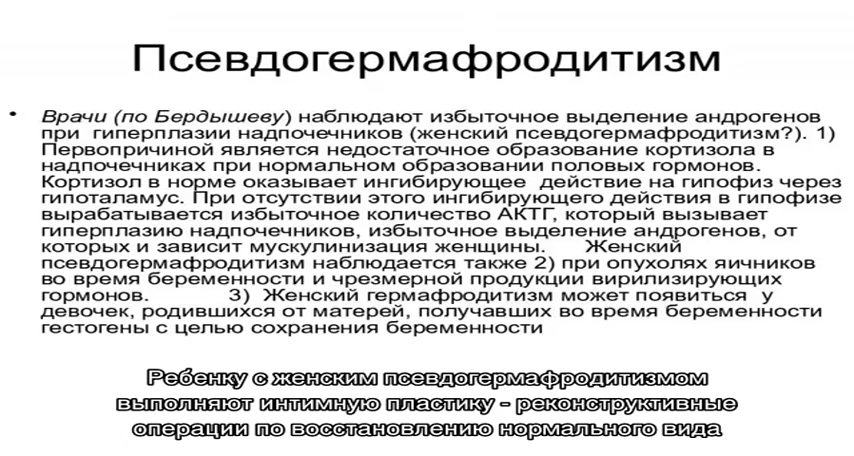 Псевдогермафродитизм
• Врачи (по Бердышеву) наблюдают избыточное выделение андрогенов
при гиперплазии надпочечников (женский псевдогермафродитизм?). 1)
Первопричиной является недостаточное образование кортизола в
надпочечниках при нормальном образовании половых гормонов.
Кортизол в норме оказывает ингибирующее действие на гипофиз через
гипоталамус. При отсутствии этого ингибирующего действия в гипофизе
вырабатывается избыточное количество АКТГ, который вызывает
гиперплазию надпочечников, избыточное выделение андрогенов, от
которых и зависит мускулинизация женщины. Женский
псевдогермафродитизм наблюдается также 2) при опухолях яичников
во время беременности и чрезмерной продукции вирилизирующих
гормонов. 3) Женский гермафродитизм может появиться у
девочек, родившихся от матерей, получавших во время беременности
гестогены с целью сохранения беременности
Ребенку с женским псевдогермафродитизмом
выполняют интимную пластику - реконструктивные
операции по восстановлению нормального вида